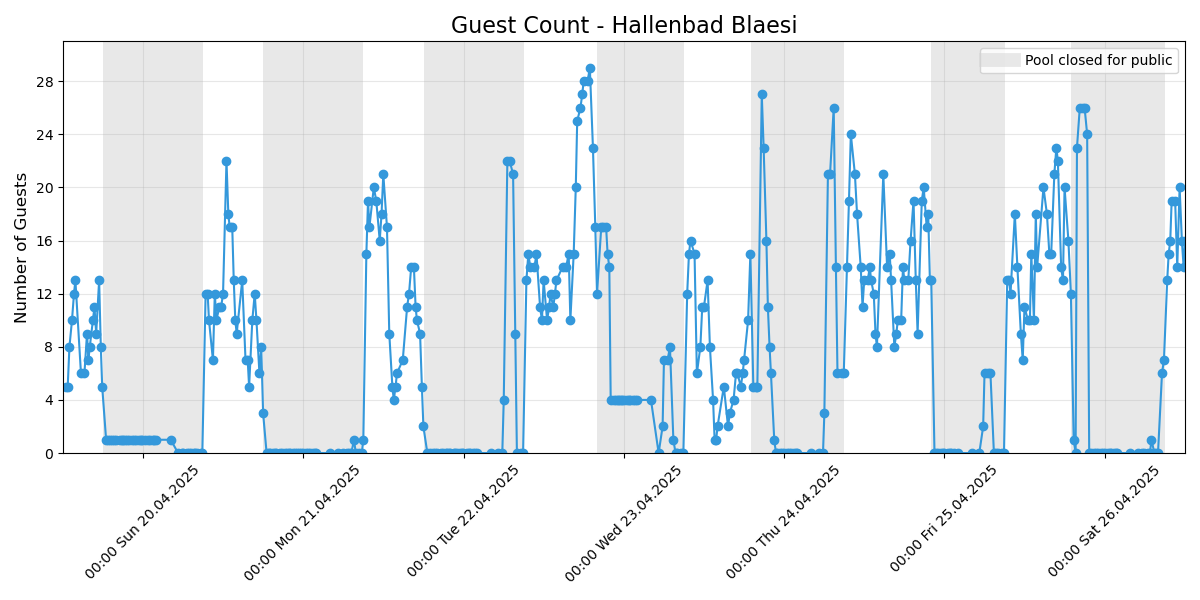 Guest Count - Hallenbad Blaesi
Pool closed for public
Number of Guests
28
24
20
16
12
8
4
0
00:00 Sun 20.04.2025
00:00 Mon 21.04.2025
00:00 Tue 22.04.2025
00:00 Wed 23.04.2025
00:00 Thu 24.04.2025
00:00 Fri 25.04.2025
00:00 Sat 26.04.2025